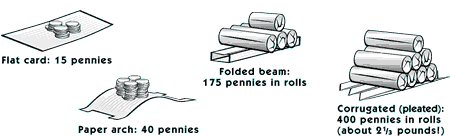 Flat card: 15 pennies
Paper arch: 40 pennies
Folded beam:
175 pennies in rolls
Corrugated (pleated):
400 pennies in rolls
(about 2⅓ pounds!)